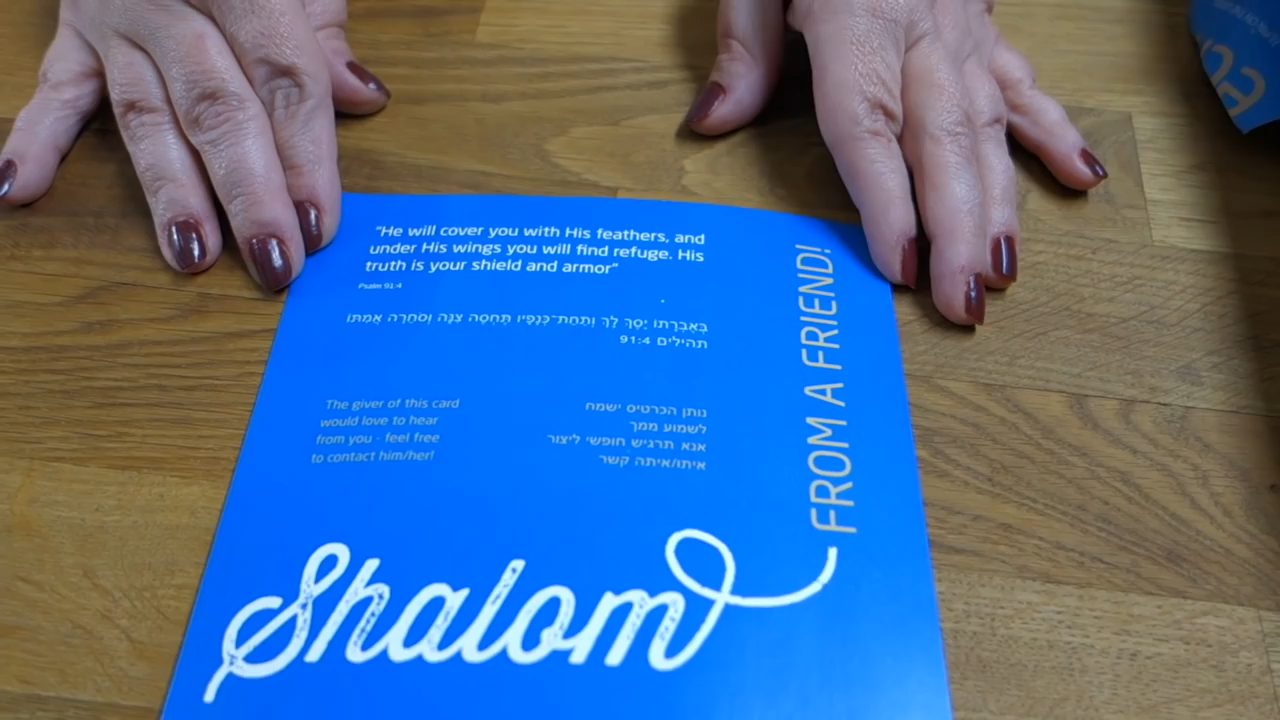 "He will cover you with His feathers, and
under His wings you will find refuge. His
truth is your shield and armor"
Psalm 91:4
בְּאֶבְרָתוֹ יָסֶךְ לָךְ וְתַחַת־כְּנָפָיו תֶּחְסֶה צִנָּה וְסֹחֵרָה אֲמִתּוֹ
תהילים 91:4
The giver of this card
would love to hear
from you - feel free
to contact him/her!
נותן הכרטיס ישמח
לשמוע ממך
אנא תרגיש חופשי ליצור
איתו/איתה קשר
Shalom
FROM A FRIEND!